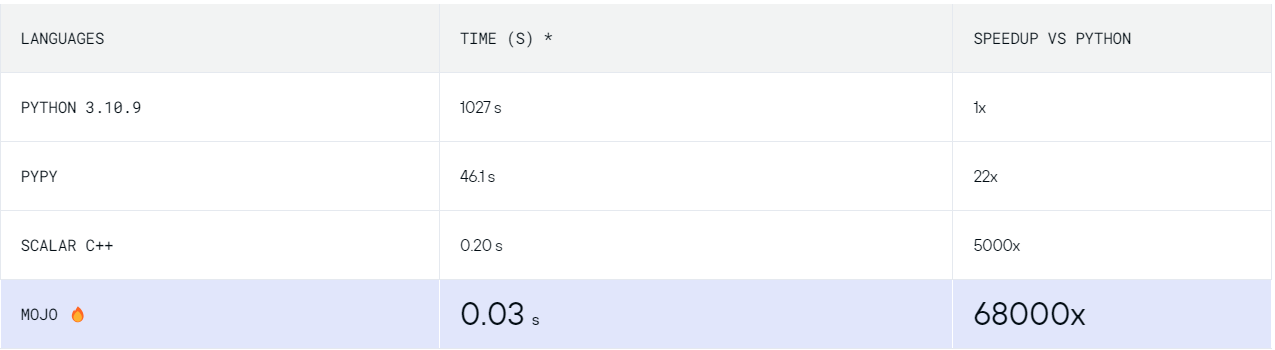 LANGUAGES TIME (S) * SPEEDUP VS PYTHON
PYTHON 3.10.9 1027 s 1x
PYPY 46.1 s 22x
SCALAR C++ 0.20 s 5000x
MOJO 🔥 0.03 s 68000x